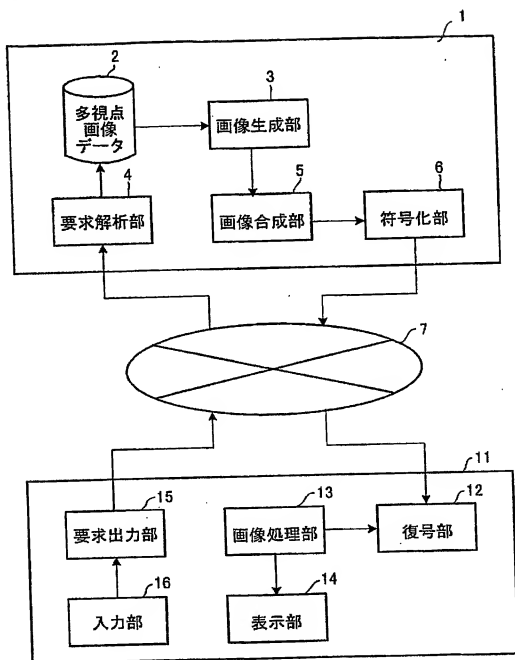 1
2
多視点
画像
データ
3
画像生成部
4
要求解析部
5
画像合成部
6
符号化部
7
11
15
要求出力部
13
画像処理部
12
復号部
16
入力部
14
表示部